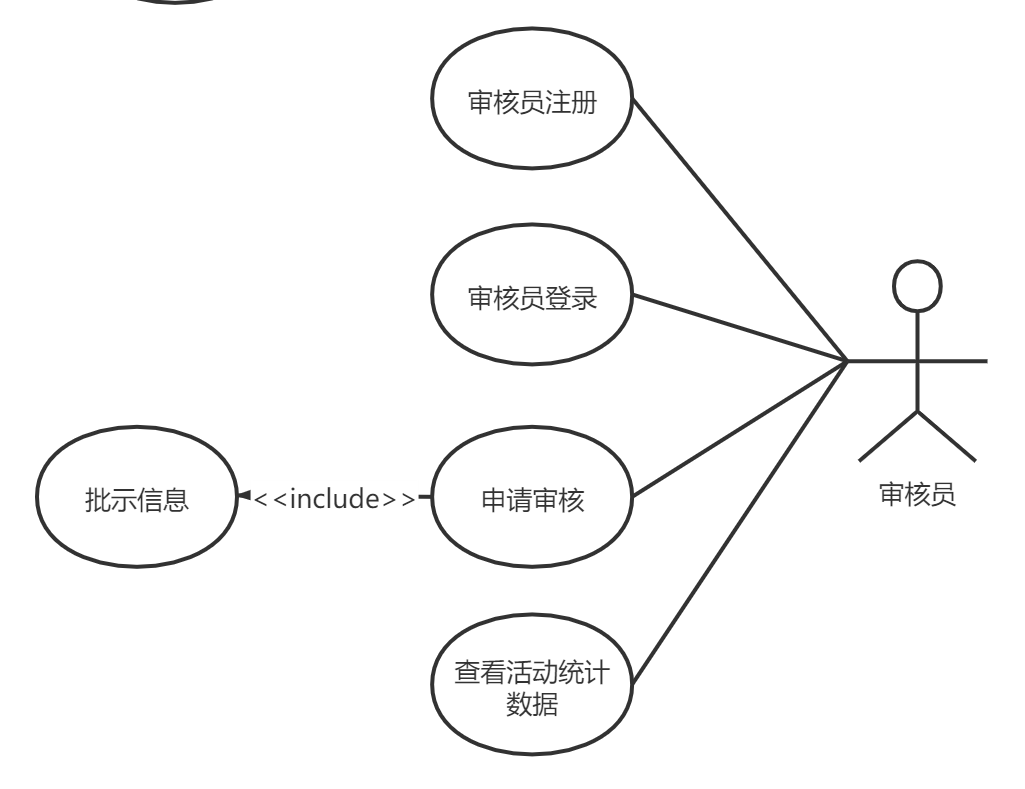 审核员注册
审核员登录
批示信息
<<include>>
申请审核
审核员
查看活动统计
数据